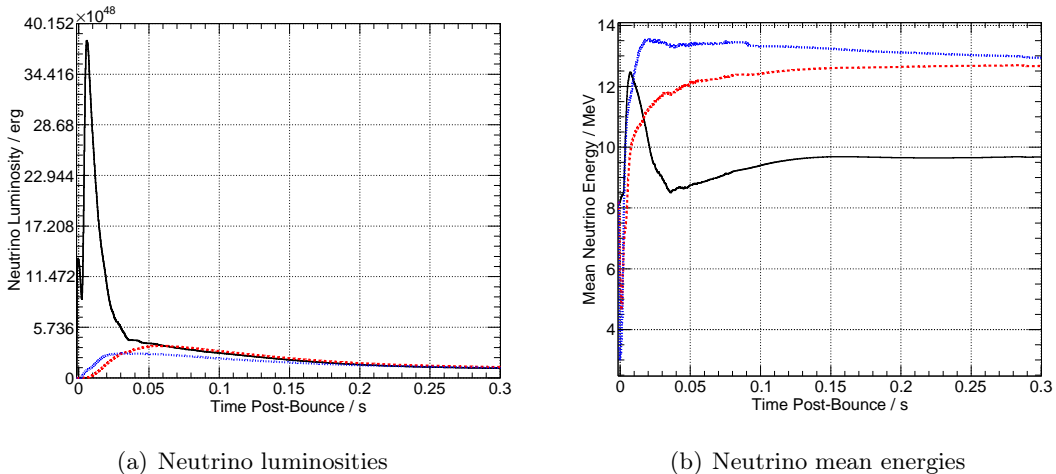 ×10^48
40.152
34.416
28.68
22.944
17.208
11.472
5.736
0
Neutrino Luminosity / erg
0 0.05 0.1 0.15 0.2 0.25 0.3
Time Post-Bounce / s
(a) Neutrino luminosities
14
12
10
8
6
4
Mean Neutrino Energy / MeV
0 0.05 0.1 0.15 0.2 0.25 0.3
Time Post-Bounce / s
(b) Neutrino mean energies